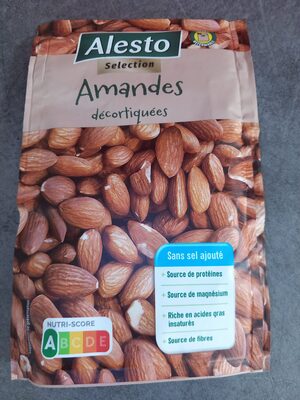 Alesto
Selection
Amandes
décortiquées
Sans sel ajouté
+ Source de protéines
+ Source de magnésium
+ Riche en acides gras
insaturés
+ Source de fibres
NUTRI-SCORE
A B C D E